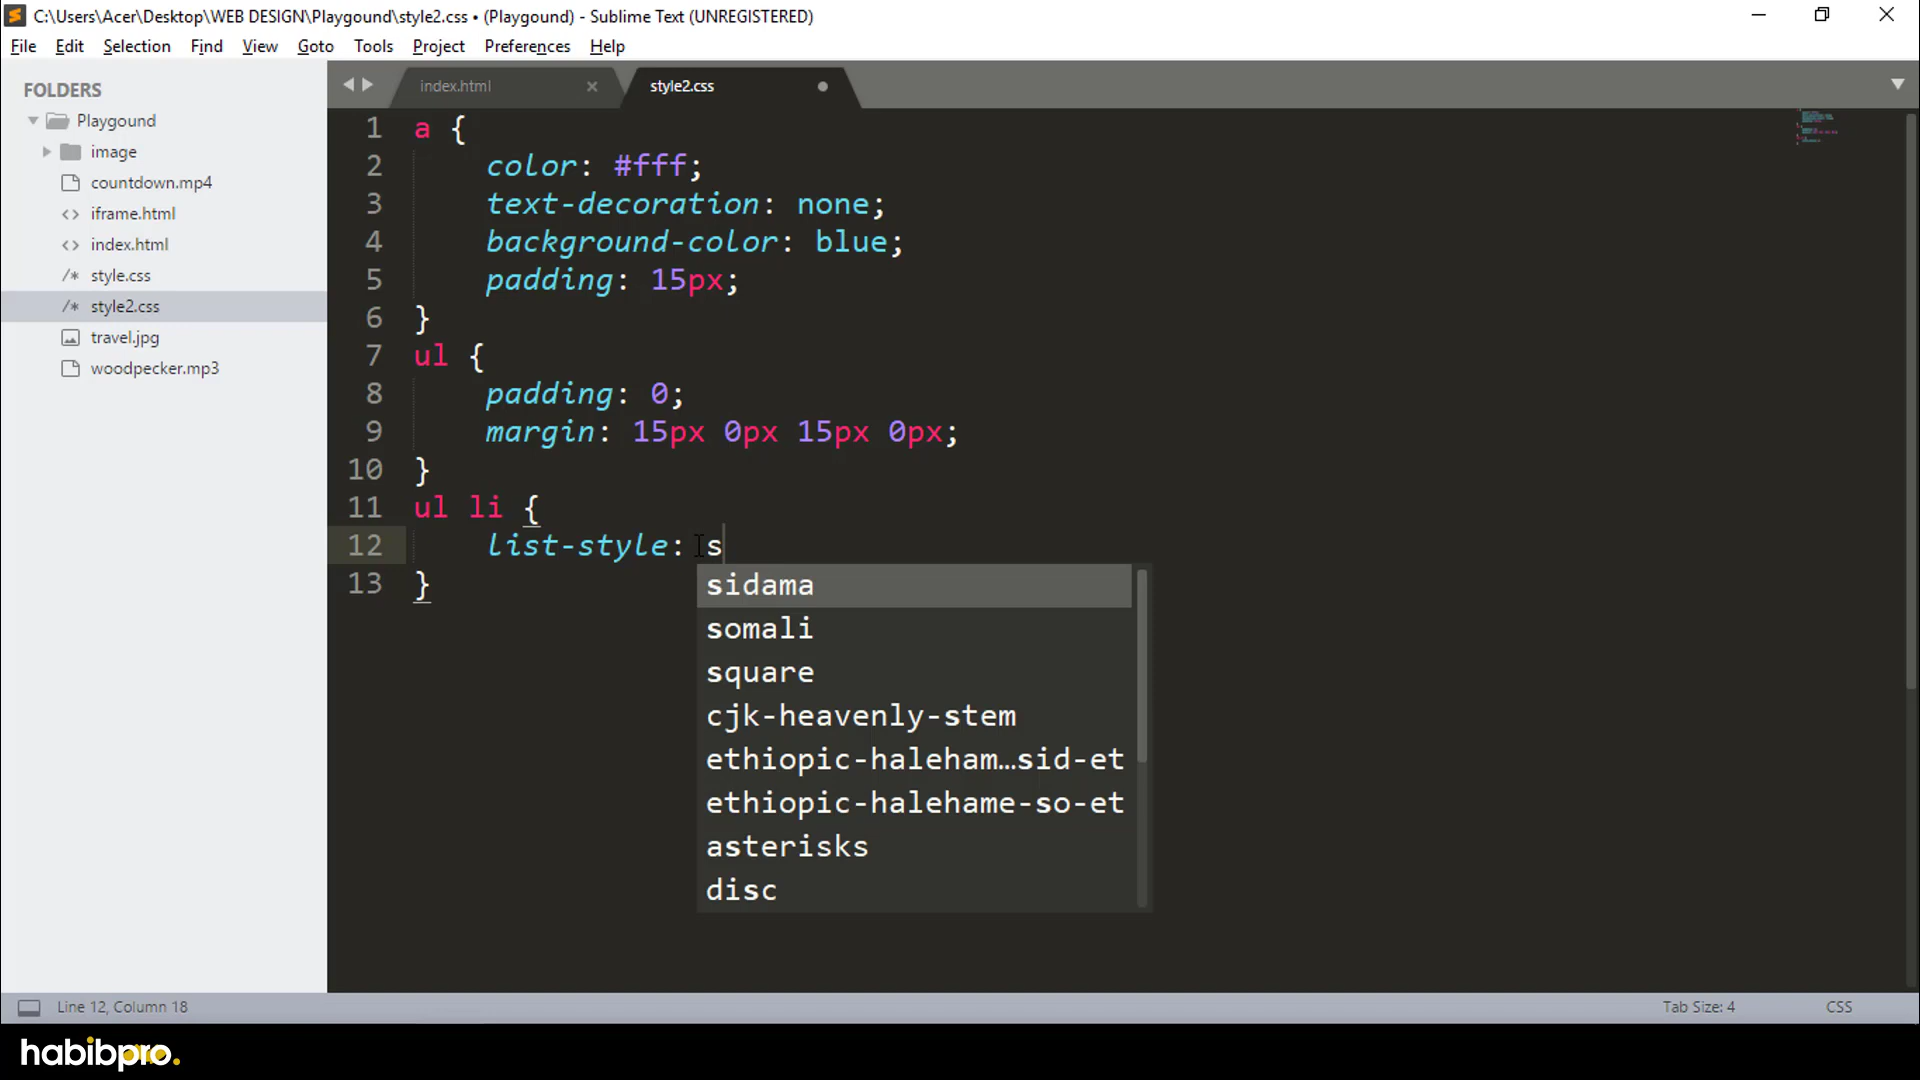 C:\Users\Acer\Desktop\WEB DESIGN\Playgound\style2.css • (Playgound) - Sublime Text (UNREGISTERED)
File Edit Selection Find View Goto Tools Project Preferences Help
FOLDERS
Playgound
image
countdown.mp4
iframe.html
index.html
style.css
style2.css
travel.jpg
woodpecker.mp3
index.html style2.css
1 a {
2 color: #fff;
3 text-decoration: none;
4 background-color: blue;
5 padding: 15px;
6 }
7 ul {
8 padding: 0;
9 margin: 15px 0px 15px 0px;
10 }
11 ul li {
12 list-style: s
13 }
sidama
somali
square
cjk-heavenly-stem
ethiopic-haleham…sid-et
ethiopic-halehame-so-et
asterisks
disc
Line 12, Column 18 Tab Size: 4 CSS
habibpro.